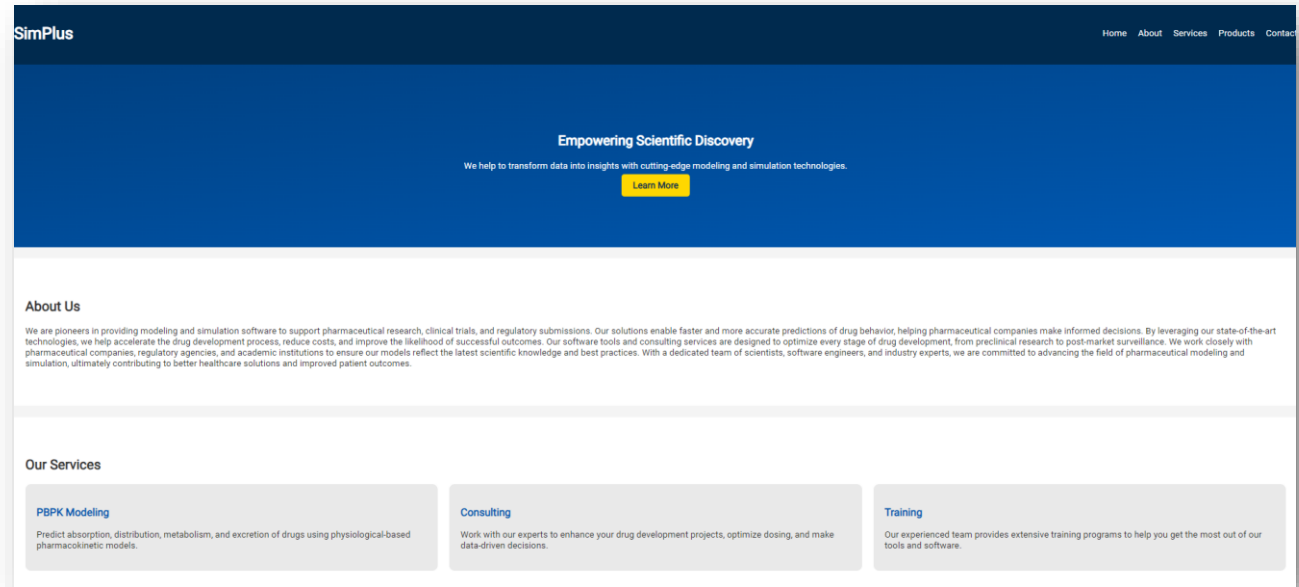 SimPlus
Home About Services Products Contact
Empowering Scientific Discovery
We help to transform data into insights with cutting-edge modeling and simulation technologies.
Learn More
About Us
We are pioneers in providing modeling and simulation software to support pharmaceutical research, clinical trials, and regulatory submissions. Our solutions enable faster and more accurate predictions of drug behavior, helping pharmaceutical companies make informed decisions. By leveraging our state-of-the-art
technologies, we help accelerate the drug development process, reduce costs, and improve the likelihood of successful outcomes. Our software tools and consulting services are designed to optimize every stage of drug development, from preclinical research to post-market surveillance. We work closely with
pharmaceutical companies, regulatory agencies, and academic institutions to ensure our models reflect the latest scientific knowledge and best practices. With a dedicated team of scientists, software engineers, and industry experts, we are committed to advancing the field of pharmaceutical modeling and
simulation, ultimately contributing to better healthcare solutions and improved patient outcomes.
Our Services
PBPK Modeling
Predict absorption, distribution, metabolism, and excretion of drugs using physiological-based
pharmacokinetic models.
Consulting
Work with our experts to enhance your drug development projects, optimize dosing, and make
data-driven decisions.
Training
Our experienced team provides extensive training programs to help you get the most out of our
tools and software.